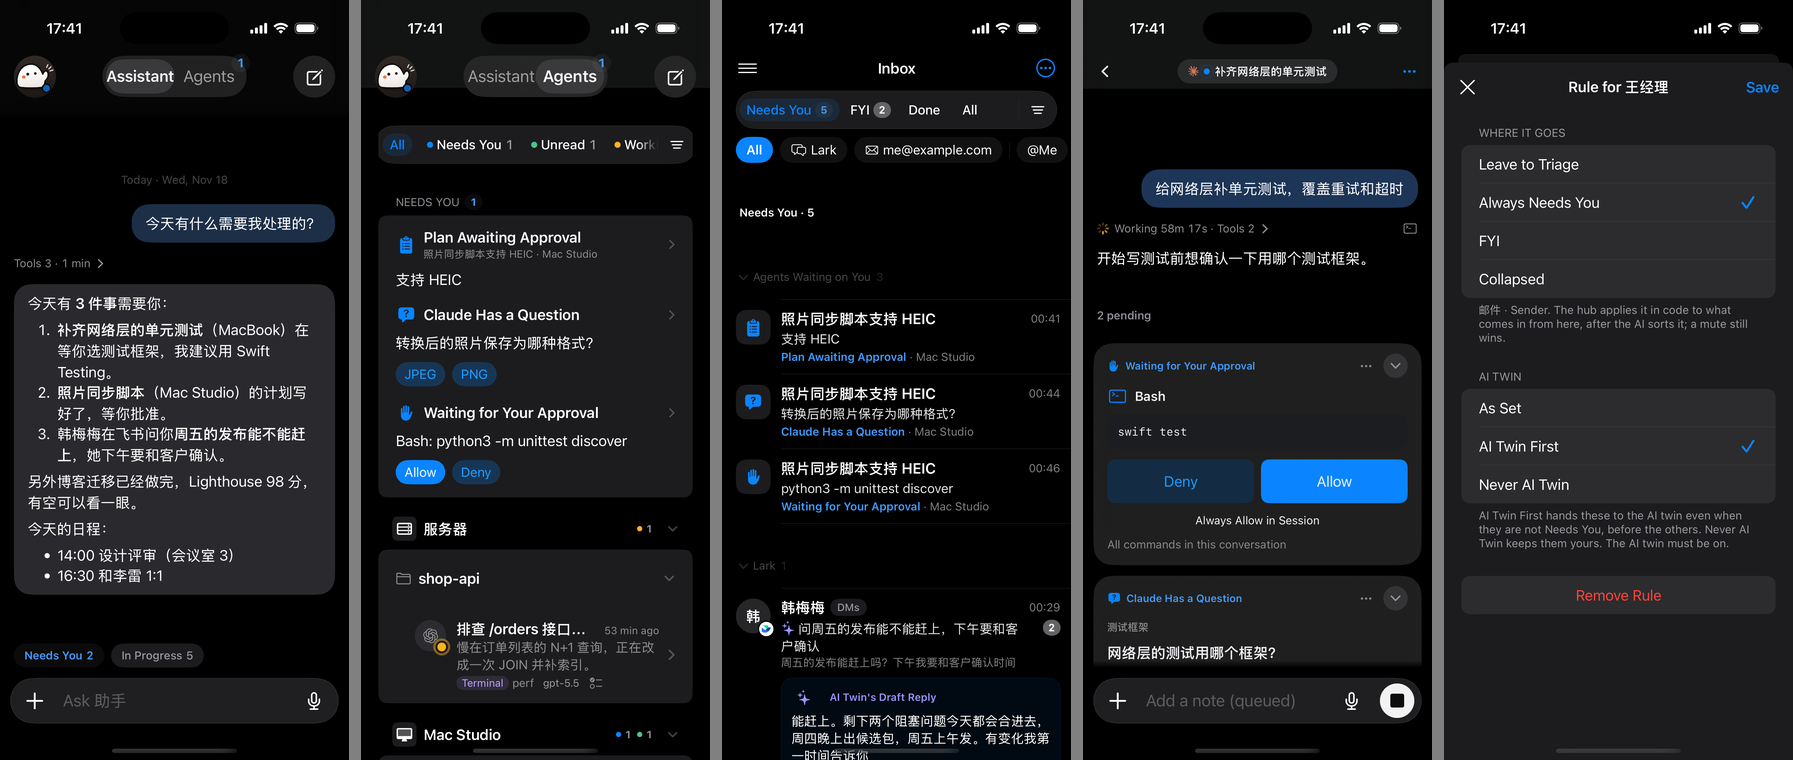 17:41
Assistant
Agents
1
Today · Wed, Nov 18
今天有什么需要我处理的?
Tools 3 · 1 min
今天有 3 件事需要你:
1. 补齐网络层的单元测试（MacBook）在
等你选测试框架，我建议用 Swift
Testing。
2. 照片同步脚本（Mac Studio）的计划写
好了，等你批准。
3. 韩梅梅在飞书问你周五的发布能不能赶
上，她下午要和客户确认。
另外博客迁移已经做完，Lighthouse 98 分，
有空可以看一眼。
今天的日程:
• 14:00 设计评审（会议室 3）
• 16:30 和李雷 1:1
Needs You 2
In Progress 5
Ask 助手
17:41
Assistant
Agents
1
All
Needs You 1
Unread 1
Work
NEEDS YOU 1
Plan Awaiting Approval
照片同步脚本支持 HEIC · Mac Studio
支持 HEIC
Claude Has a Question
转换后的照片保存为哪种格式?
JPEG
PNG
Waiting for Your Approval
Bash: python3 -m unittest discover
Allow
Deny
服务器
1
shop-api
排查 /orders 接口...
53 min ago
慢在订单列表的 N+1 查询，正在改
成一次 JOIN 并补索引。
Terminal perf gpt-5.5
Mac Studio
1 1
17:41
Inbox
Needs You 5
FYI 2
Done
All
All
Lark
me@example.com
@Me
Needs You · 5
Agents Waiting on You 3
照片同步脚本支持 HEIC
00:41
支持 HEIC
Plan Awaiting Approval · Mac Studio
照片同步脚本支持 HEIC
00:44
转换后的照片保存为哪种格式?
Claude Has a Question · Mac Studio
照片同步脚本支持 HEIC
00:46
python3 -m unittest discover
Waiting for Your Approval · Mac Studio
Lark 1
韩
韩梅梅 DMs
00:29
问周五的发布能不能赶上，下午要和客
户确认
2
周五的发布能赶上吗? 下午我要和客户确认时间
AI Twin's Draft Reply
能赶上。剩下两个阻塞问题今天都会合进去，
周四晚上出候选包，周五上午发。有变化我第
一时间告诉你
17:41
补齐网络层的单元测试
给网络层补单元测试，覆盖重试和超时
Working 58m 17s · Tools 2
开始写测试前想确认一下用哪个测试框架。
2 pending
Waiting for Your Approval
Bash
swift test
Deny
Allow
Always Allow in Session
All commands in this conversation
Claude Has a Question
测试框架
网络层的测试用哪个框架?
Add a note (queued)
17:41
Rule for 王经理
Save
WHERE IT GOES
Leave to Triage
Always Needs You
FYI
Collapsed
邮件 · Sender. The hub applies it in code to what
comes in from here, after the AI sorts it; a mute still
wins.
AI TWIN
As Set
AI Twin First
Never AI Twin
AI Twin First hands these to the AI twin even when
they are not Needs You, before the others. Never AI
Twin keeps them yours. The AI twin must be on.
Remove Rule